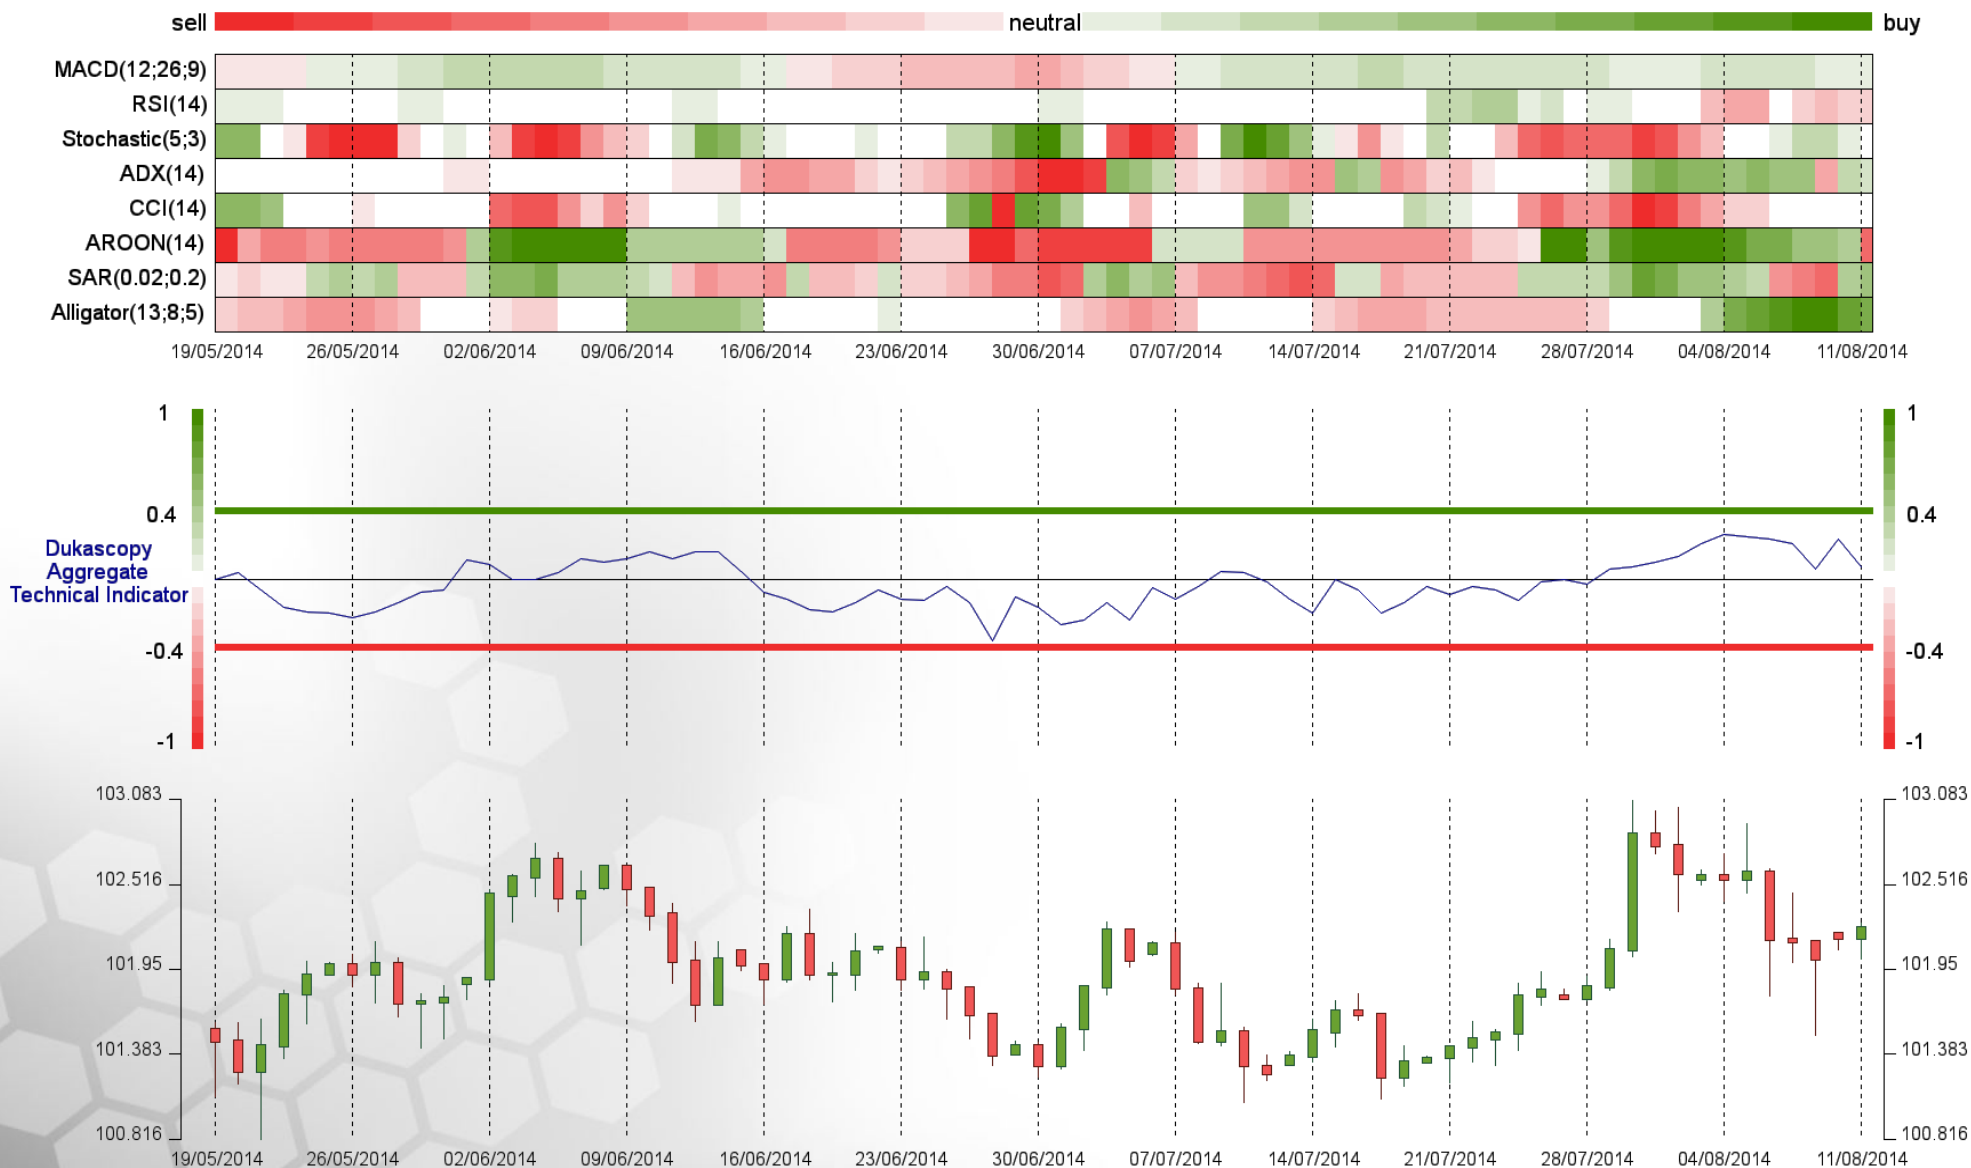 sell neutral buy
MACD(12;26;9)
RSI(14)
Stochastic(5;3)
ADX(14)
CCI(14)
AROON(14)
SAR(0.02;0.2)
Alligator(13;8;5)
19/05/2014 26/05/2014 02/06/2014 09/06/2014 16/06/2014 23/06/2014 30/06/2014 07/07/2014 14/07/2014 21/07/2014 28/07/2014 04/08/2014 11/08/2014
1 1
0.4 0.4
Dukascopy
Aggregate
Technical Indicator
-0.4 -0.4
-1 -1
103.083 103.083
102.516 102.516
101.95 101.95
101.383 101.383
100.816 100.816
19/05/2014 26/05/2014 02/06/2014 09/06/2014 16/06/2014 23/06/2014 30/06/2014 07/07/2014 14/07/2014 21/07/2014 28/07/2014 04/08/2014 11/08/2014